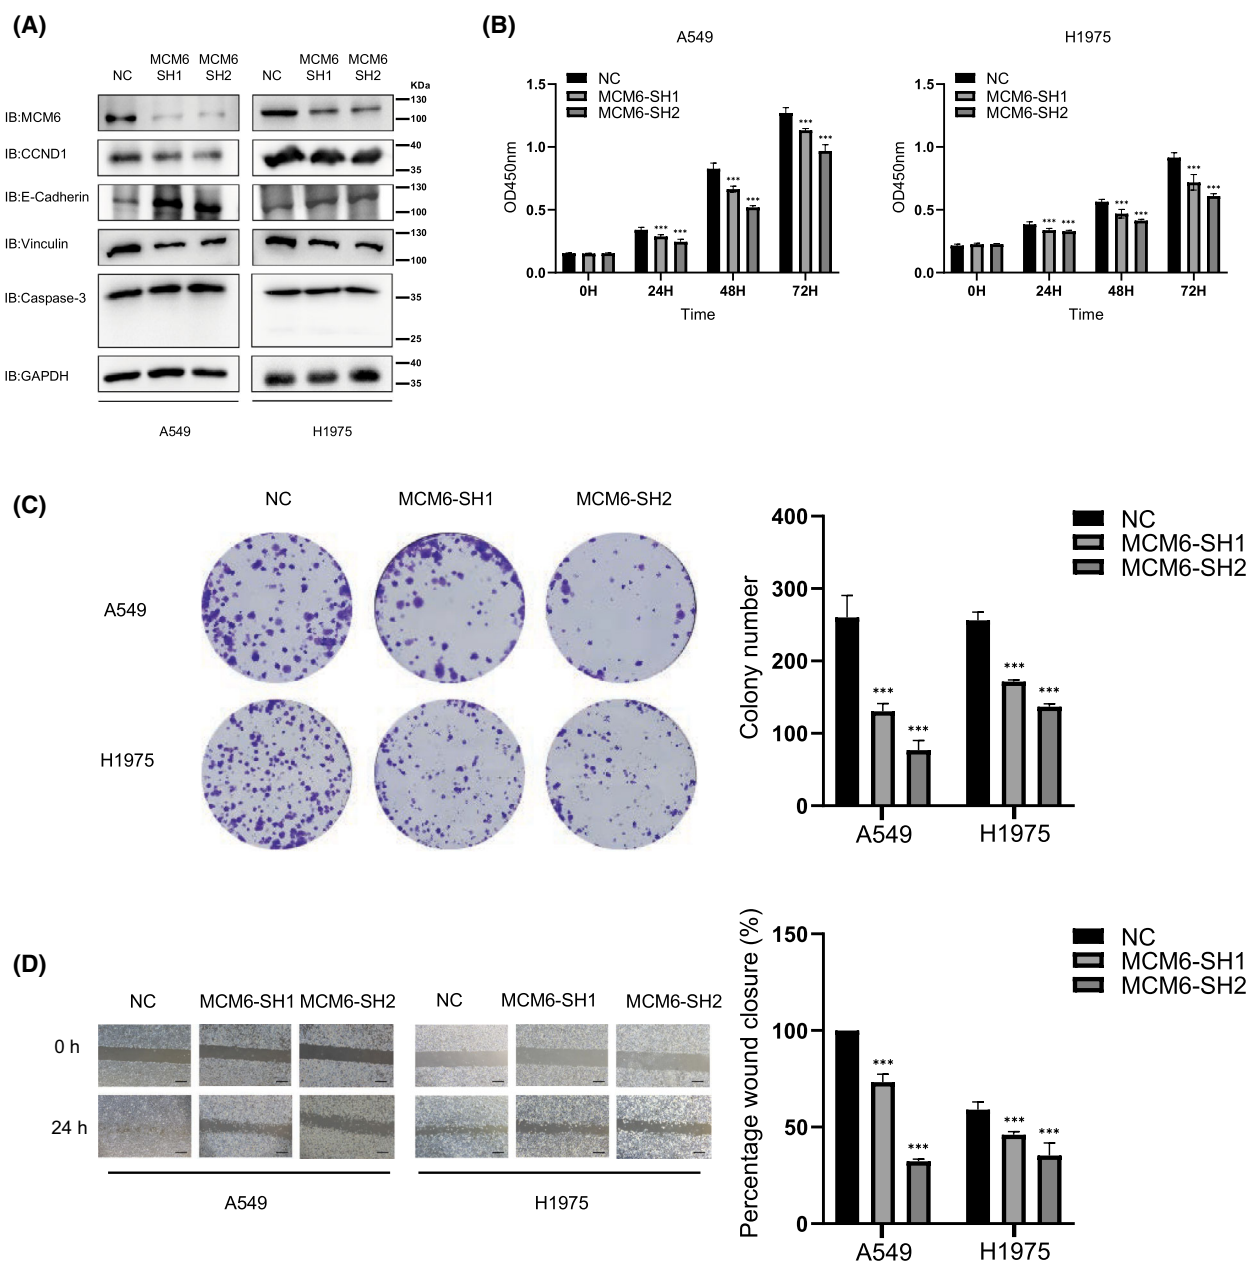 (A)
NC
MCM6
SH1
MCM6
SH2
NC
MCM6
SH1
MCM6
SH2
KDa
IB:MCM6
130
100
IB:CCND1
40
35
IB:E-Cadherin
130
100
IB:Vinculin
130
100
IB:Caspase-3
35
25
IB:GAPDH
40
35
A549
H1975
(B)
A549
OD450nm
1.5
1.0
0.5
0.0
NC
MCM6-SH1
MCM6-SH2
*** ***
*** ***
*** ***
0H 24H 48H 72H
Time
H1975
OD450nm
1.5
1.0
0.5
0.0
NC
MCM6-SH1
MCM6-SH2
*** ***
*** ***
*** ***
0H 24H 48H 72H
Time
(C)
NC MCM6-SH1 MCM6-SH2
A549
H1975
Colony number
400
300
200
100
0
NC
MCM6-SH1
MCM6-SH2
*** ***
*** ***
A549 H1975
(D)
NC MCM6-SH1 MCM6-SH2 NC MCM6-SH1 MCM6-SH2
0 h
24 h
A549 H1975
Percentage wound closure (%)
150
100
50
0
NC
MCM6-SH1
MCM6-SH2
*** ***
*** ***
A549 H1975